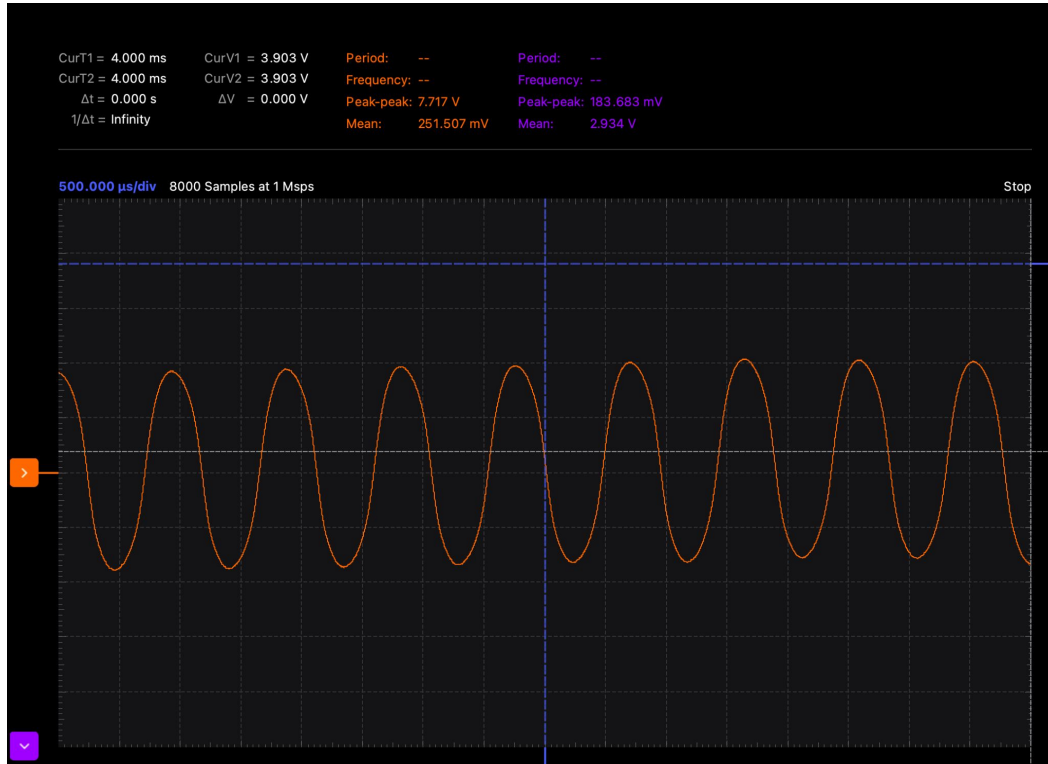 CurT1 = 4.000 ms CurV1 = 3.903 V Period: -- Period: --
CurT2 = 4.000 ms CurV2 = 3.903 V Frequency: -- Frequency: --
Δt = 0.000 s ΔV = 0.000 V Peak-peak: 7.717 V Peak-peak: 183.683 mV
1/Δt = Infinity Mean: 251.507 mV Mean: 2.934 V
500.000 µs/div 8000 Samples at 1 Msps Stop